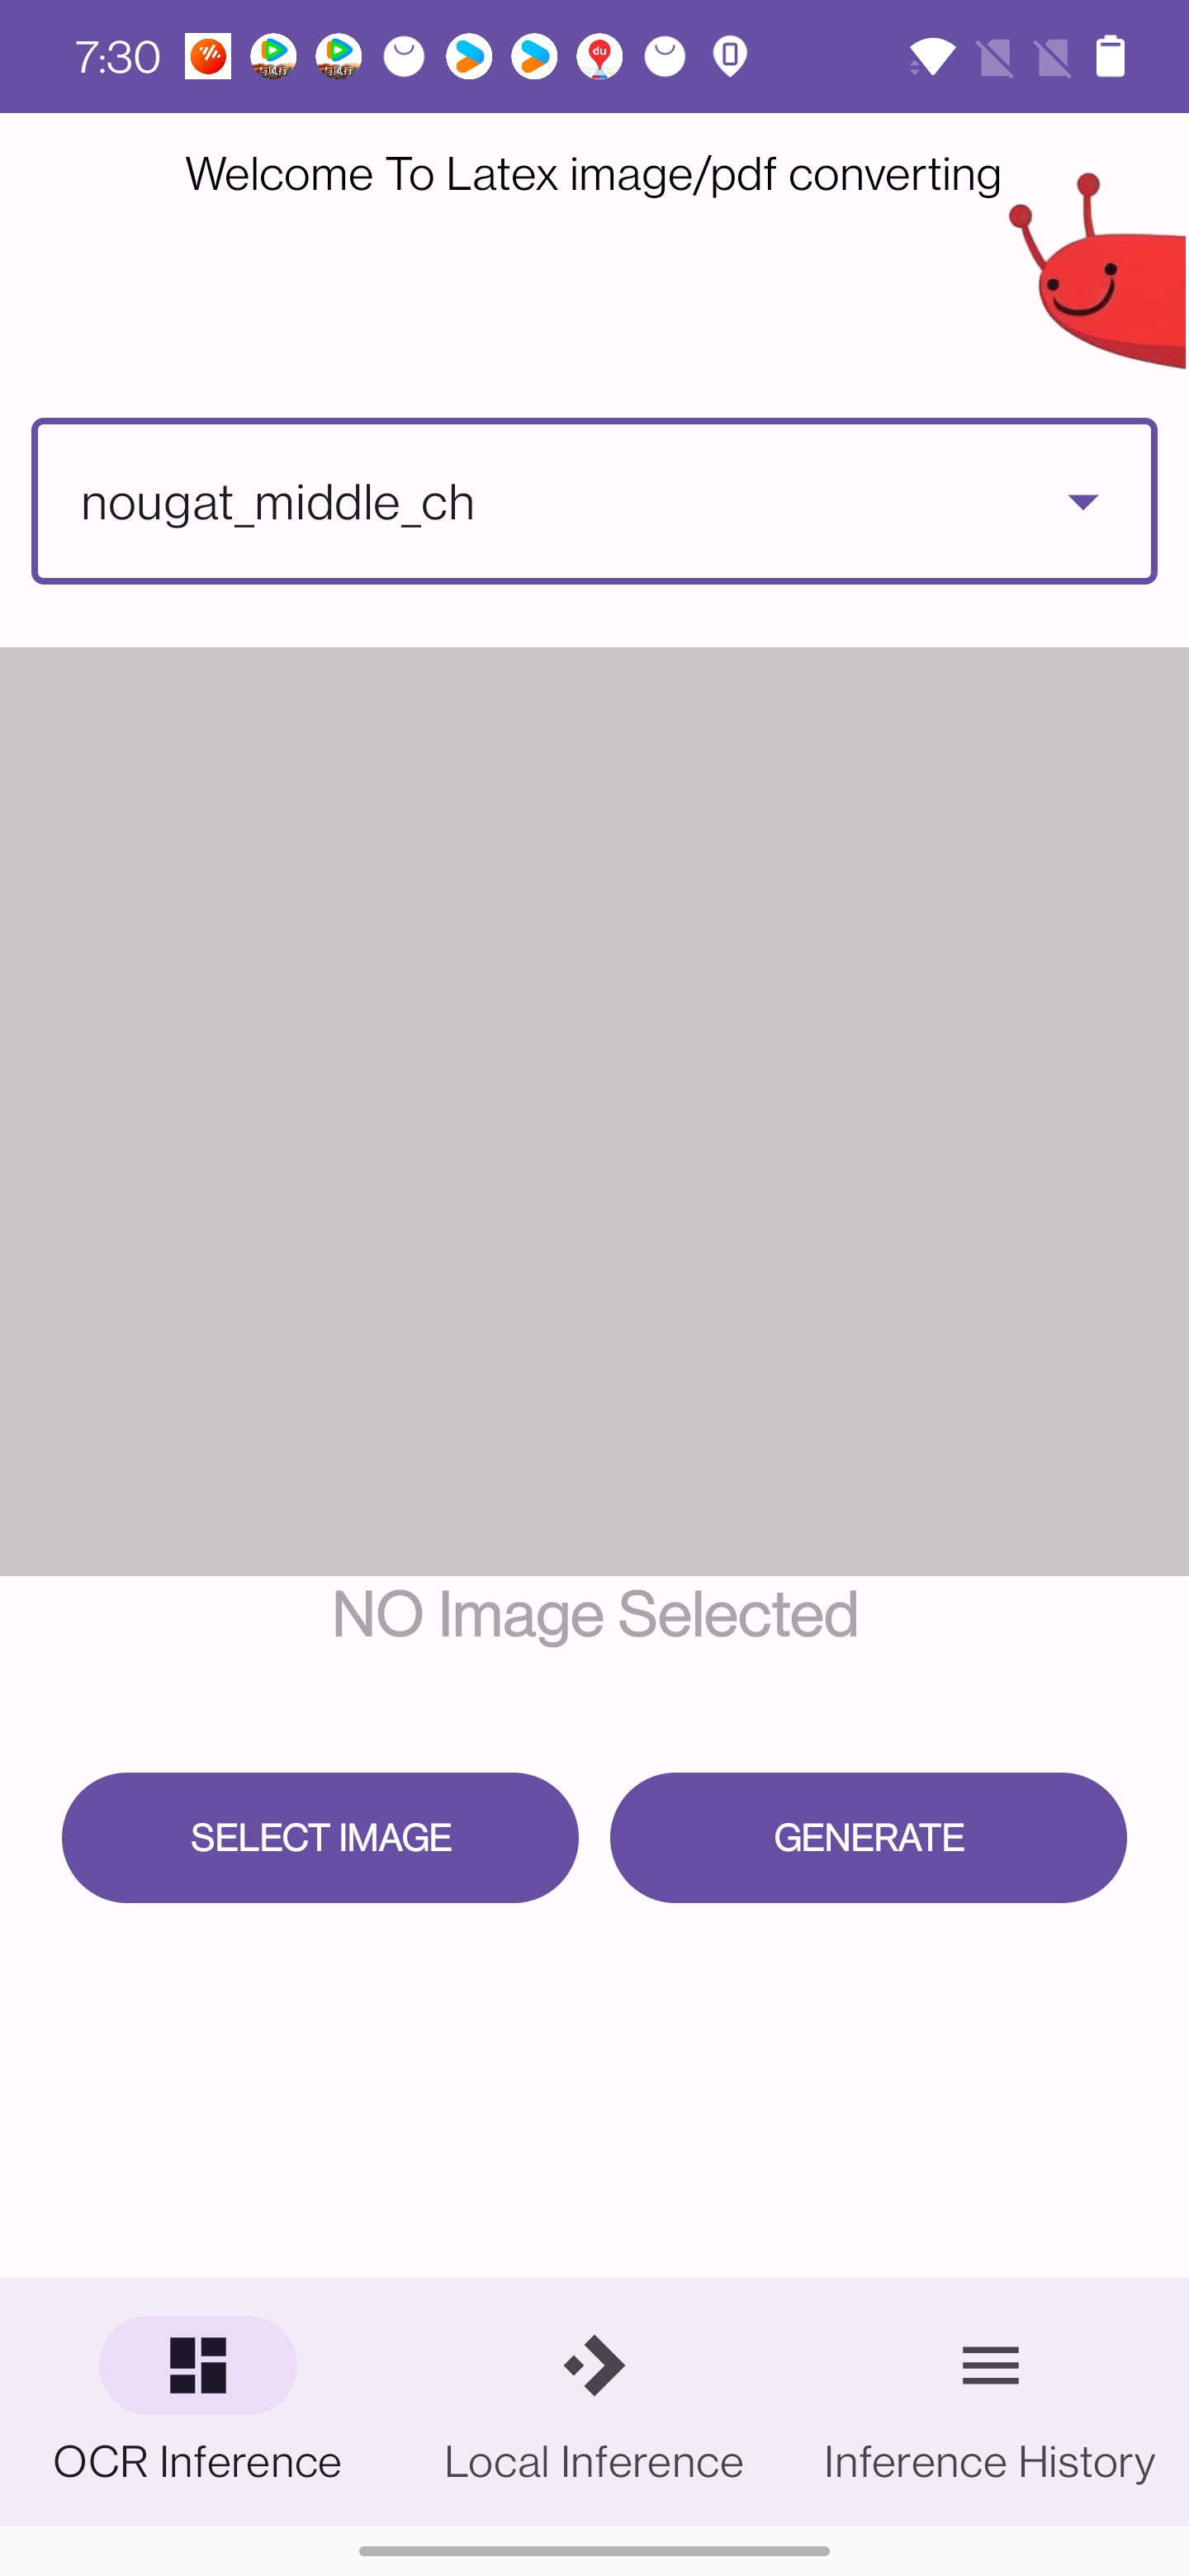 7:30
du
Welcome To Latex image/pdf converting
nougat_middle_ch
NO Image Selected
SELECT IMAGE
GENERATE
OCR Inference
Local Inference
Inference History